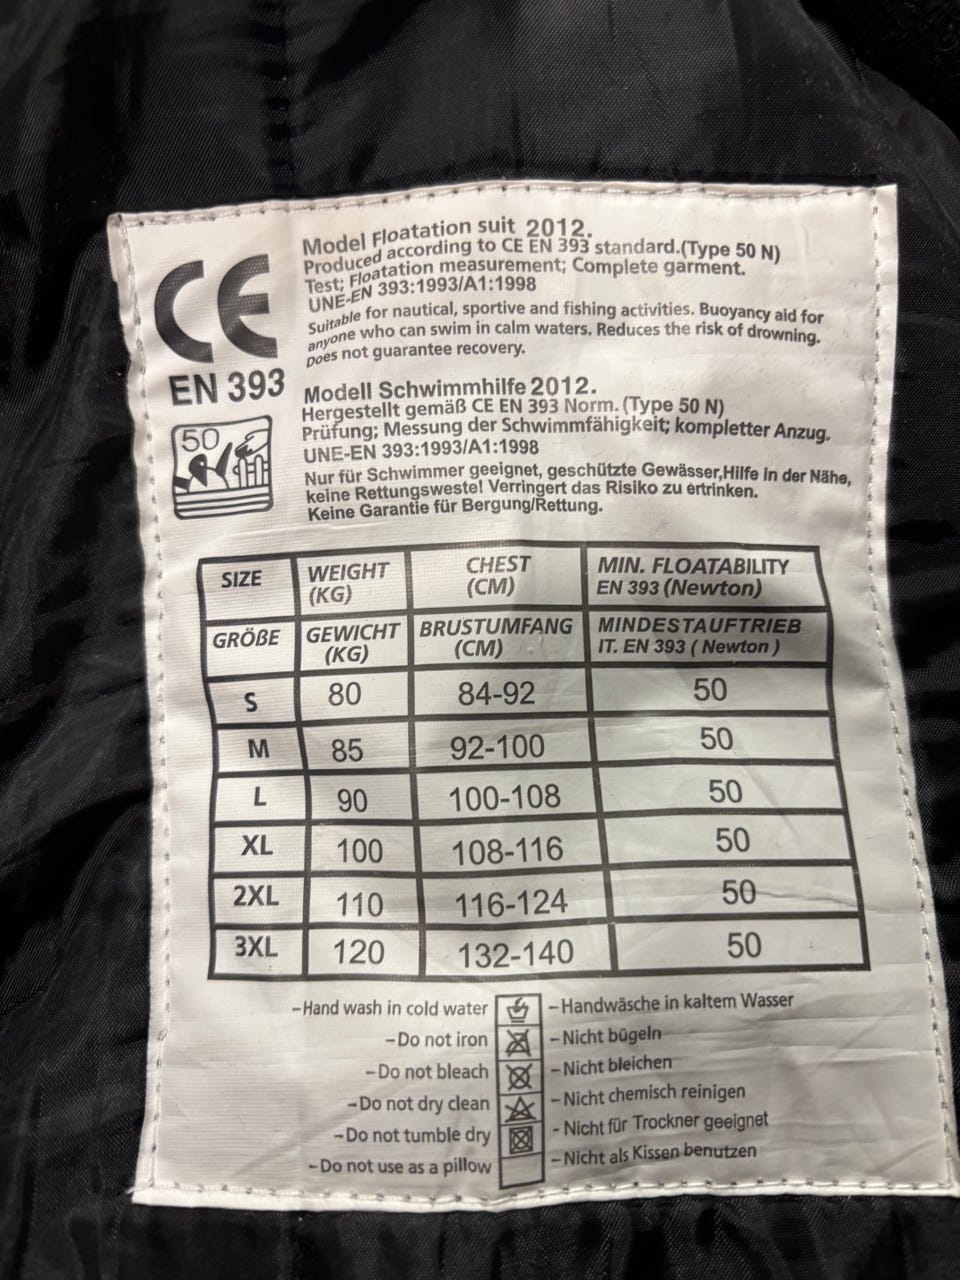 CE
EN 393
50
Model Floatation suit 2012.
Produced according to CE EN 393 standard.(Type 50 N)
Test; Floatation measurement; Complete garment.
UNE-EN 393:1993/A1:1998
Suitable for nautical, sportive and fishing activities. Buoyancy aid for
anyone who can swim in calm waters. Reduces the risk of drowning.
Does not guarantee recovery.
Modell Schwimmhilfe 2012.
Hergestellt gemäß CE EN 393 Norm. (Type 50 N)
Prüfung; Messung der Schwimmfähigkeit; kompletter Anzug.
UNE-EN 393:1993/A1:1998
Nur für Schwimmer geeignet, geschützte Gewässer,Hilfe in der Nähe,
keine Rettungsweste! Verringert das Risiko zu ertrinken.
Keine Garantie für Bergung/Rettung.
SIZE WEIGHT (KG) CHEST (CM) MIN. FLOATABILITY EN 393 (Newton)
GRÖßE GEWICHT (KG) BRUSTUMFANG (CM) MINDESTAUFTRIEB IT. EN 393 ( Newton )
S 80 84-92 50
M 85 92-100 50
L 90 100-108 50
XL 100 108-116 50
2XL 110 116-124 50
3XL 120 132-140 50
–Hand wash in cold water – Handwäsche in kaltem Wasser
–Do not iron – Nicht bügeln
–Do not bleach – Nicht bleichen
–Do not dry clean – Nicht chemisch reinigen
–Do not tumble dry - Nicht für Trockner geeignet
–Do not use as a pillow – Nicht als Kissen benutzen